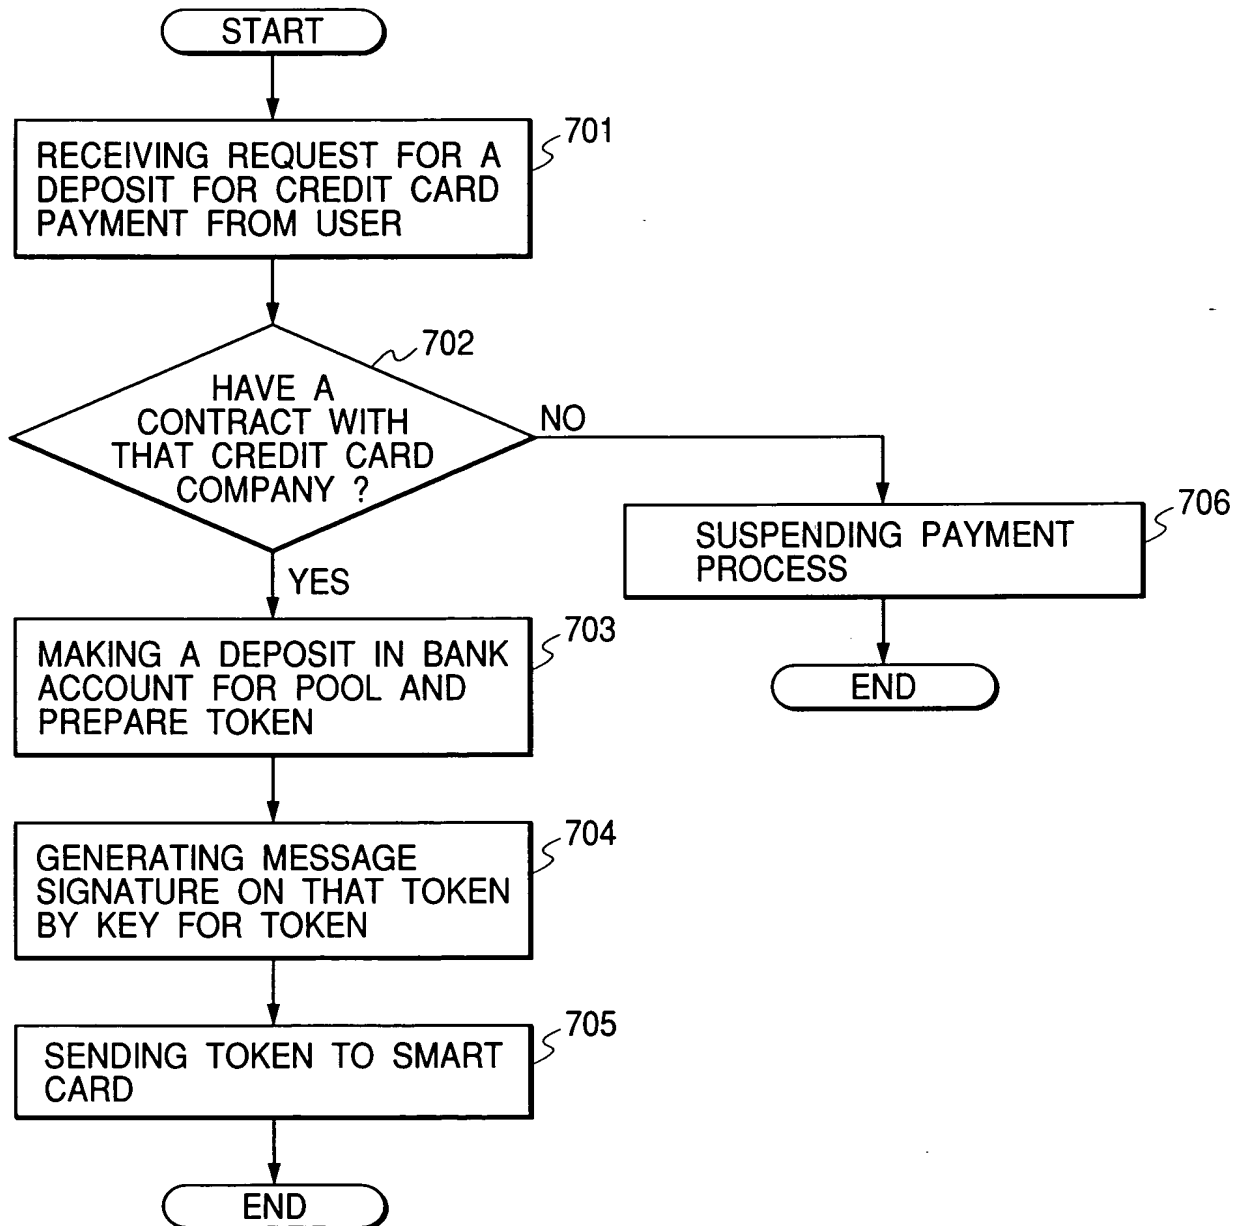 START
701
RECEIVING REQUEST FOR A
DEPOSIT FOR CREDIT CARD
PAYMENT FROM USER
702
HAVE A
CONTRACT WITH
THAT CREDIT CARD
COMPANY ?
NO
YES
706
SUSPENDING PAYMENT
PROCESS
END
703
MAKING A DEPOSIT IN BANK
ACCOUNT FOR POOL AND
PREPARE TOKEN
704
GENERATING MESSAGE
SIGNATURE ON THAT TOKEN
BY KEY FOR TOKEN
705
SENDING TOKEN TO SMART
CARD
END